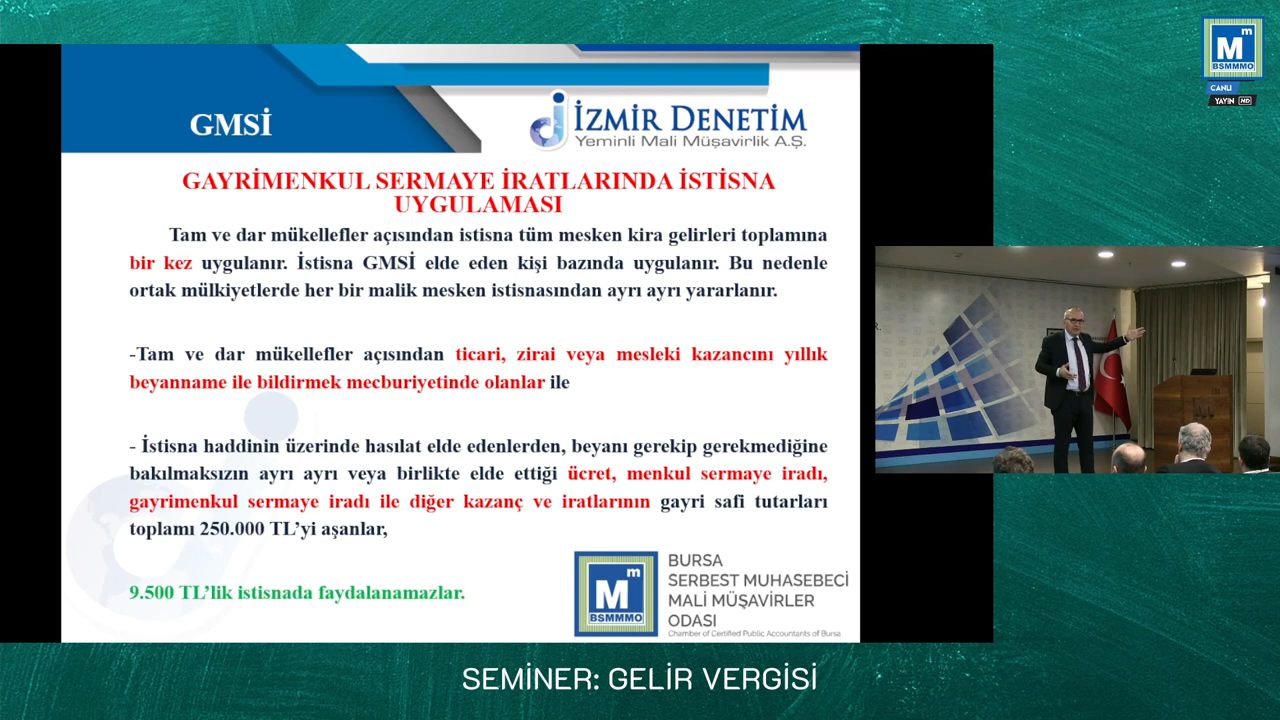 M
m
BSMMMO
CANLI
YAYIN HD
GMSİ
İZMİR DENETİM
Yeminli Mali Müşavirlik A.Ş.
GAYRİMENKUL SERMAYE İRATLARINDA İSTİSNA
UYGULAMASI
Tam ve dar mükellefler açısından istisna tüm mesken kira gelirleri toplamına
bir kez uygulanır. İstisna GMSİ elde eden kişi bazında uygulanır. Bu nedenle
ortak mülkiyetlerde her bir malik mesken istisnasından ayrı ayrı yararlanır.
-Tam ve dar mükellefler açısından ticari, zirai veya mesleki kazancını yıllık
beyanname ile bildirmek mecburiyetinde olanlar ile
- İstisna haddinin üzerinde hasılat elde edenlerden, beyanı gerekip gerekmediğine
bakılmaksızın ayrı ayrı veya birlikte elde ettiği ücret, menkul sermaye iradı,
gayrimenkul sermaye iradı ile diğer kazanç ve iratlarının gayri safi tutarları
toplamı 250.000 TL'yi aşanlar,
9.500 TL'lik istisnada faydalanamazlar.
M
m
BSMMMO
BURSA
SERBEST MUHASEBECİ
MALİ MÜŞAVİRLER
ODASI
Chamber of Certified Public Accountants of Bursa
SEMİNER: GELİR VERGİSİ